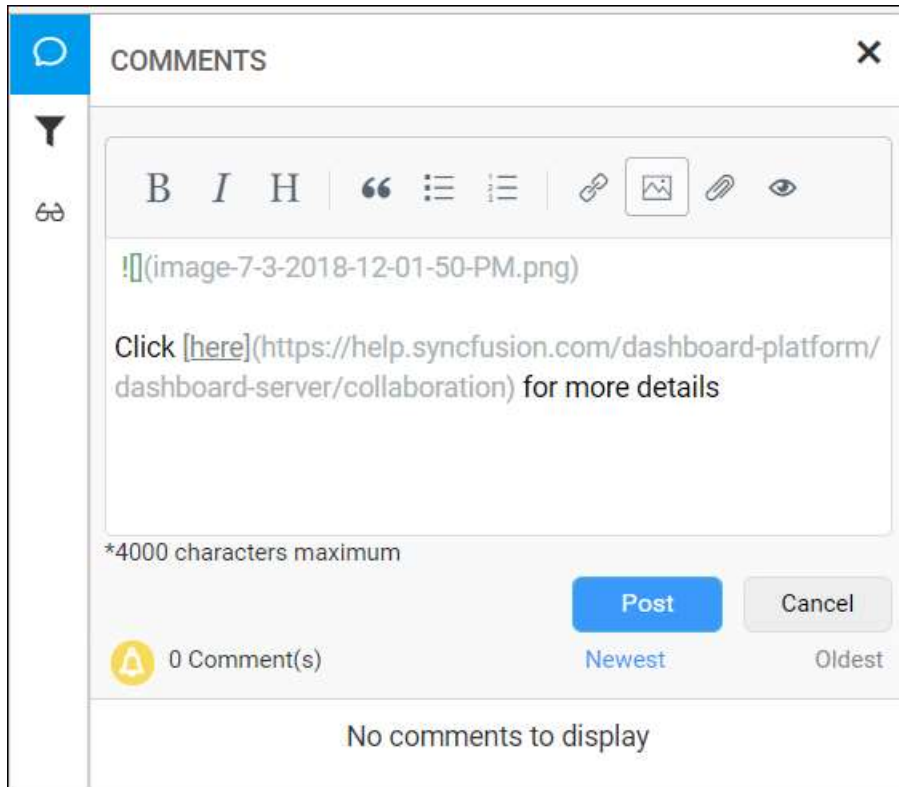 COMMENTS
B I H
![](image-7-3-2018-12-01-50-PM.png)
Click [here](https://help.syncfusion.com/dashboard-platform/
dashboard-server/collaboration) for more details
*4000 characters maximum
Post Cancel
0 Comment(s) Newest Oldest
No comments to display